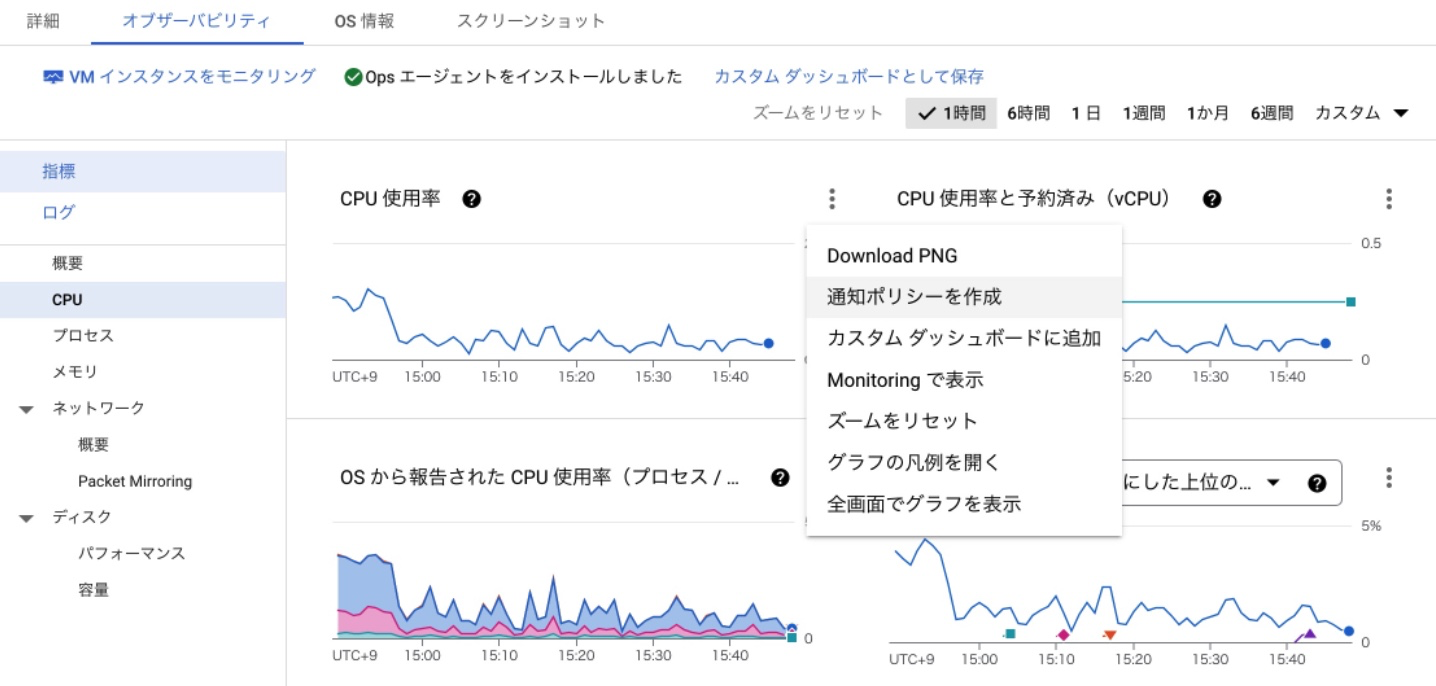 詳細 オブザーバビリティ OS 情報 スクリーンショット
VM インスタンスをモニタリング Ops エージェントをインストールしました カスタム ダッシュボードとして保存
ズームをリセット 1時間 6時間 1 日 1週間 1か月 6週間 カスタム
指標
ログ
概要
CPU
プロセス
メモリ
ネットワーク
概要
Packet Mirroring
ディスク
パフォーマンス
容量
CPU 使用率
UTC+9 15:00 15:10 15:20 15:30 15:40
CPU 使用率と予約済み（vCPU）
0.5
0
5:20 15:30 15:40
Download PNG
通知ポリシーを作成
カスタム ダッシュボードに追加
Monitoring で表示
ズームをリセット
グラフの凡例を開く
全画面でグラフを表示
OS から報告された CPU 使用率（プロセス / ...
0
UTC+9 15:00 15:10 15:20 15:30 15:40
にした上位の...
5%
0
UTC+9 15:00 15:10 15:20 15:30 15:40